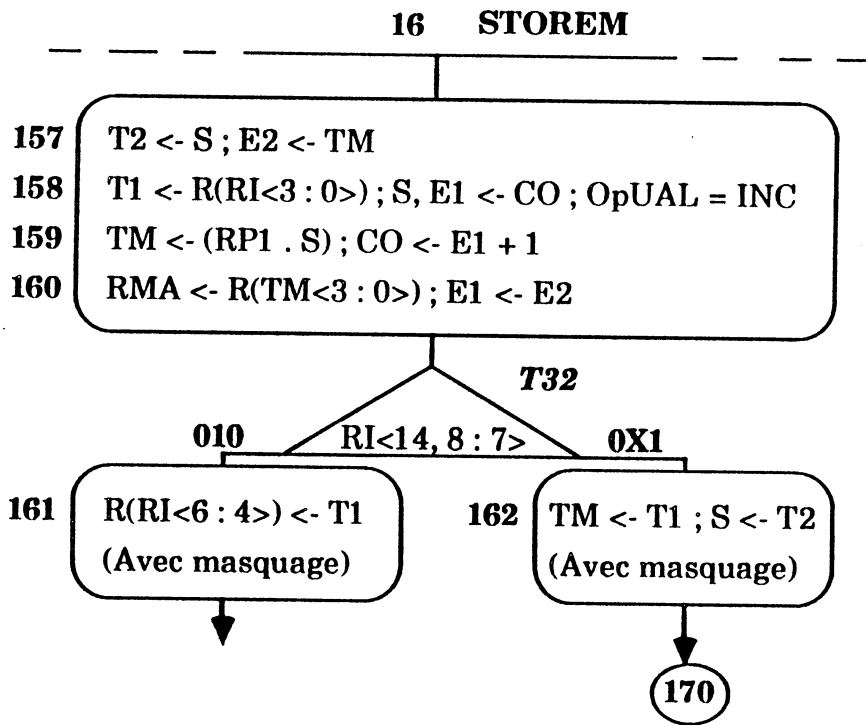 16 STOREM
157 T2 <- S ; E2 <- TM
158 T1 <- R(RI<3 : 0>) ; S, E1 <- CO ; OpUAL = INC
159 TM <- (RP1 . S) ; CO <- E1 + 1
160 RMA <- R(TM<3 : 0>) ; E1 <- E2
T32
010 RI<14, 8 : 7> 0X1
161 R(RI<6 : 4>) <- T1
(Avec masquage)
162 TM <- T1 ; S <- T2
(Avec masquage)
170